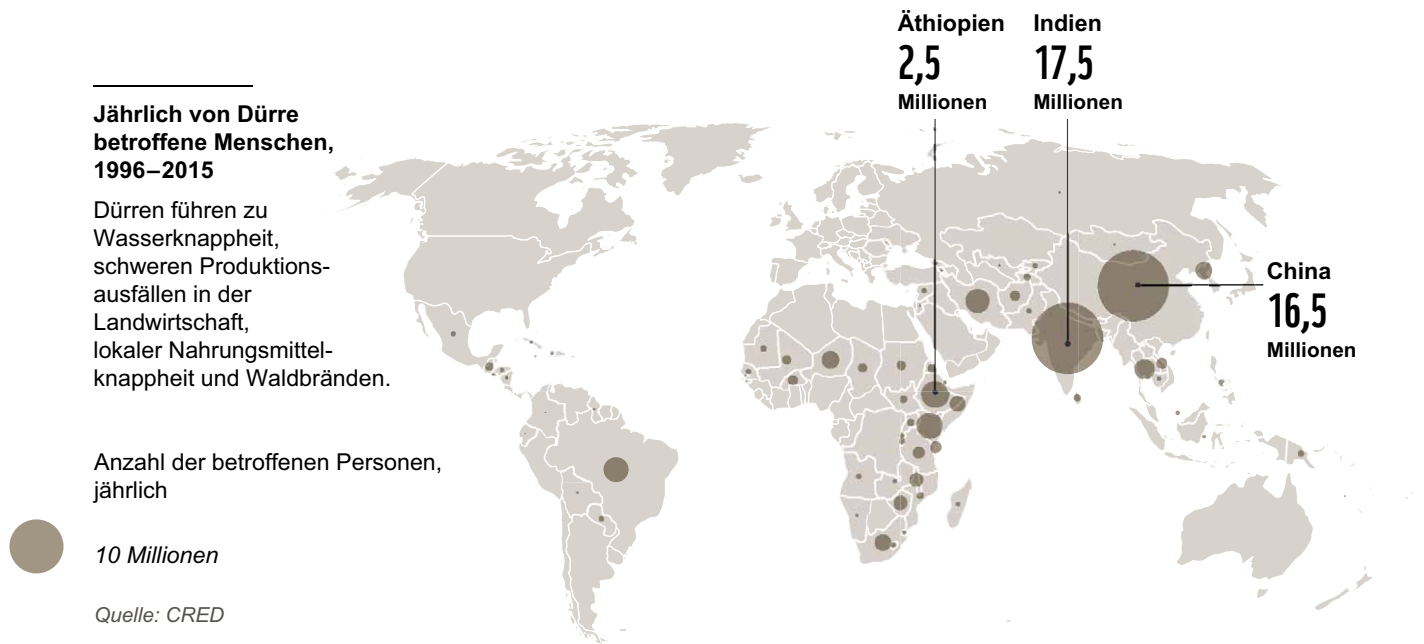 Äthiopien
2,5
Millionen
Indien
17,5
Millionen
Jährlich von Dürre
betroffene Menschen,
1996–2015
Dürren führen zu
Wasserknappheit,
schweren Produktions-
ausfällen in der
Landwirtschaft,
lokaler Nahrungsmittel-
knappheit und Waldbränden.
China
16,5
Millionen
Anzahl der betroffenen Personen,
jährlich
10 Millionen
Quelle: CRED